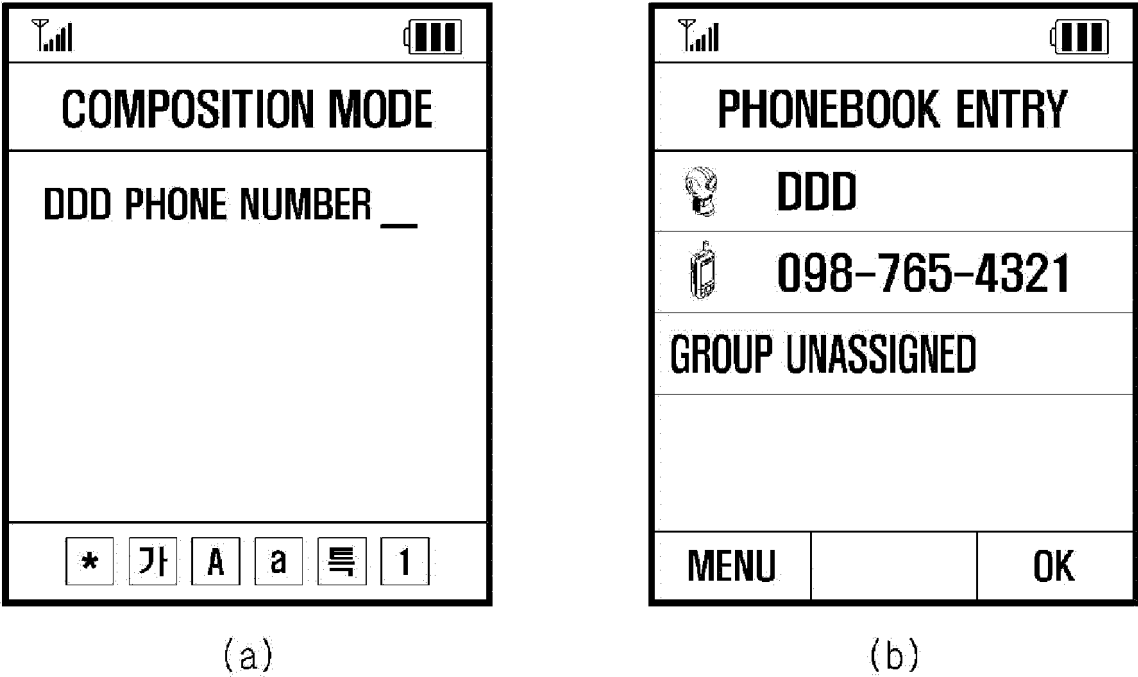 COMPOSITION MODE
DDD PHONE NUMBER
* 가 A a 특 1
(a)
PHONEBOOK ENTRY
DDD
098-765-4321
GROUP UNASSIGNED
MENU OK
(b)